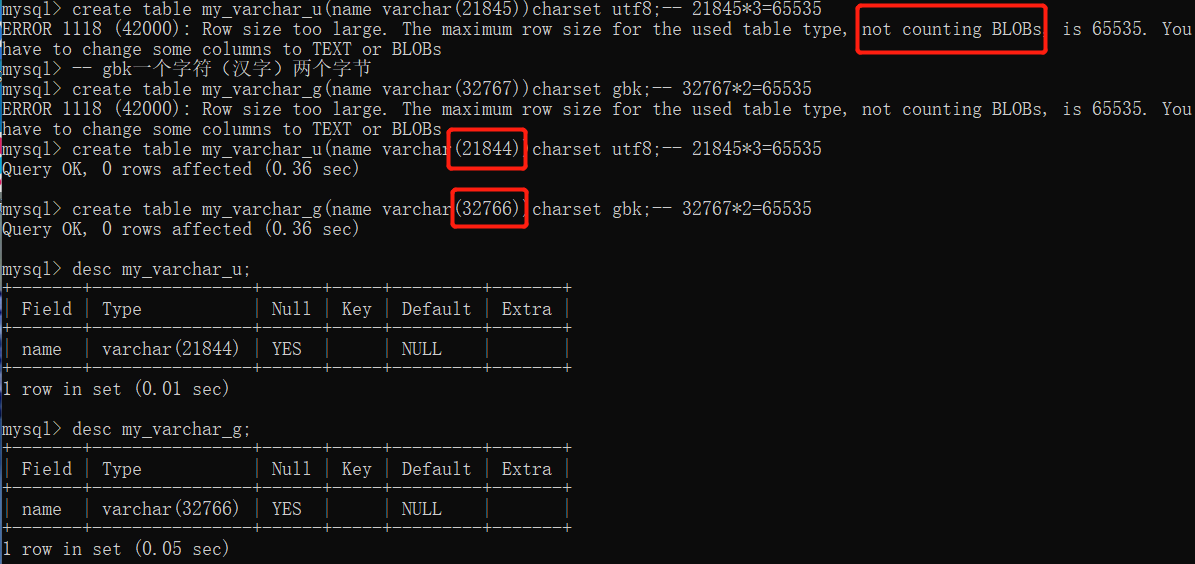 mysql> create table my_varchar_u(name varchar(21845))charset utf8;-- 21845*3=65535
ERROR 1118 (42000): Row size too large. The maximum row size for the used table type, not counting BLOBs, is 65535. You
have to change some columns to TEXT or BLOBs
mysql> -- gbk一个字符（汉字）两个字节
mysql> create table my_varchar_g(name varchar(32767))charset gbk;-- 32767*2=65535
ERROR 1118 (42000): Row size too large. The maximum row size for the used table type, not counting BLOBs, is 65535. You
have to change some columns to TEXT or BLOBs
mysql> create table my_varchar_u(name varchar(21844))charset utf8;-- 21845*3=65535
Query OK, 0 rows affected (0.36 sec)

mysql> create table my_varchar_g(name varchar(32766))charset gbk;-- 32767*2=65535
Query OK, 0 rows affected (0.36 sec)

mysql> desc my_varchar_u;
+-------+----------------+------+-----+---------+-------+
| Field | Type           | Null | Key | Default | Extra |
+-------+----------------+------+-----+---------+-------+
| name  | varchar(21844) | YES  |     | NULL    |       |
+-------+----------------+------+-----+---------+-------+
1 row in set (0.01 sec)

mysql> desc my_varchar_g;
+-------+----------------+------+-----+---------+-------+
| Field | Type           | Null | Key | Default | Extra |
+-------+----------------+------+-----+---------+-------+
| name  | varchar(32766) | YES  |     | NULL    |       |
+-------+----------------+------+-----+---------+-------+
1 row in set (0.05 sec)